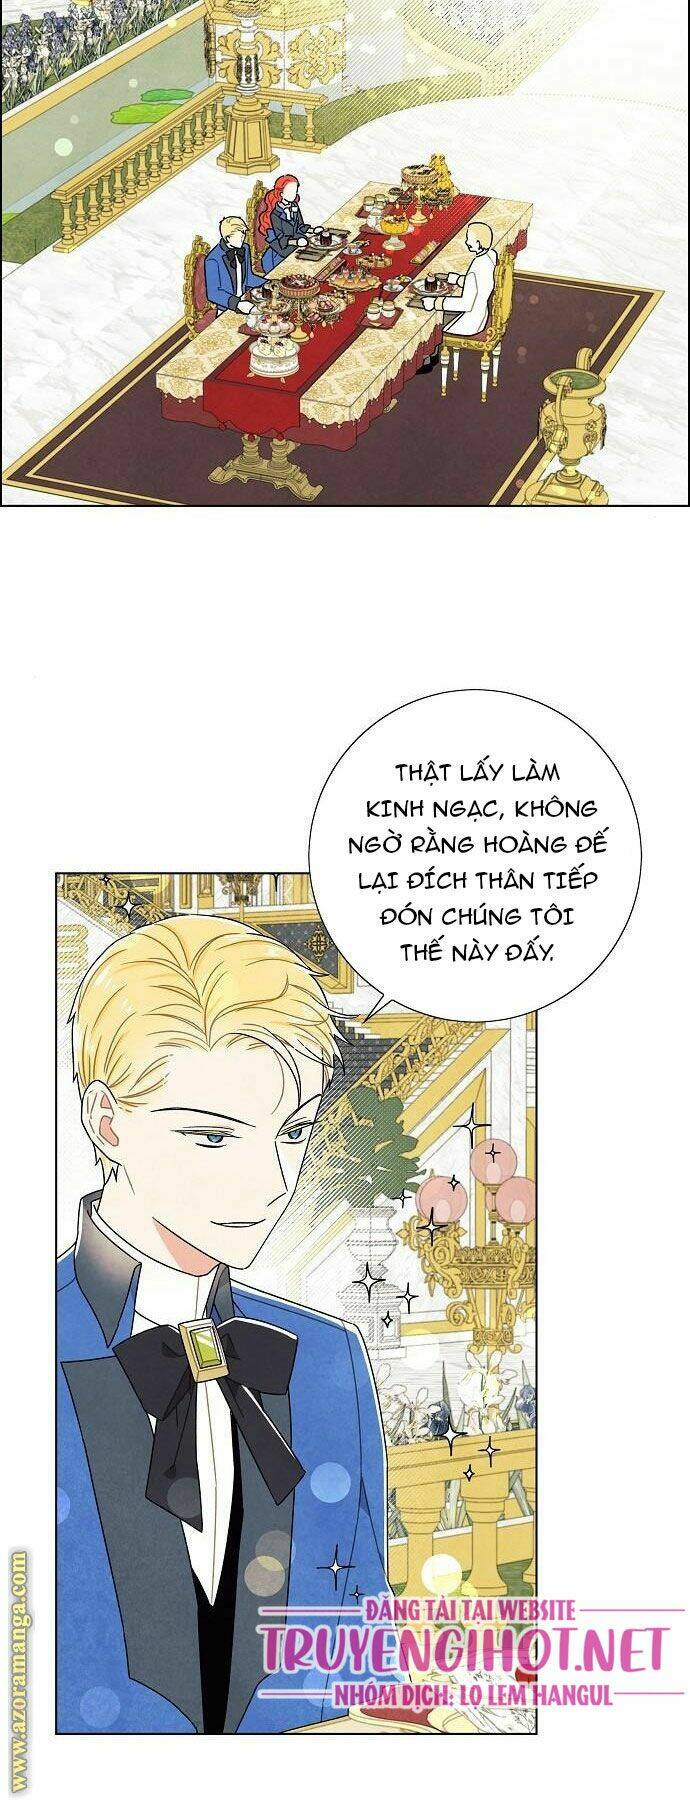 THẬT LẤY LÀM
KINH NGẠC, KHÔNG
NGỜ RẰNG HOÀNG ĐẾ
LẠI ĐÍCH THÂN TIẾP
ĐÓN CHÚNG TÔI
THẾ NÀY ĐẤY.
www.azoramanga.com
ĐĂNG TẢI TẠI WEBSITE
TRUYENGIHOT.NET
NHÓM DỊCH: LỌ LEM HANGUL